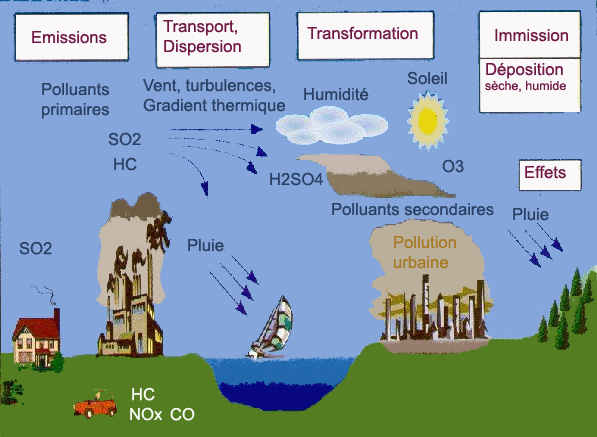 Emissions
Transport,
Dispersion
Transformation
Immission
Déposition
sèche, humide
Effets
Polluants
primaires
Vent, turbulences,
Gradient thermique
Humidité
Soleil
SO2
HC
H2SO4
O3
Polluants secondaires
Pluie
SO2
Pluie
Pollution
urbaine
HC
NOx CO